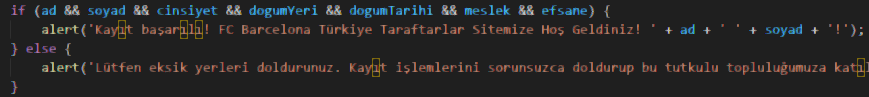 if (ad && soyad && cinsiyet && dogumYeri && dogumTarihi && meslek && efsane) {
alert('Kayıt başarılı! FC Barcelona Türkiye Taraftarlar Sitemize Hoş Geldiniz! ' + ad + ' ' + soyad + '!');
} else {
alert('Lütfen eksik yerleri doldurunuz. Kayıt işlemlerini sorunsuzca doldurup bu tutkulu topluluğumuza katıl
}